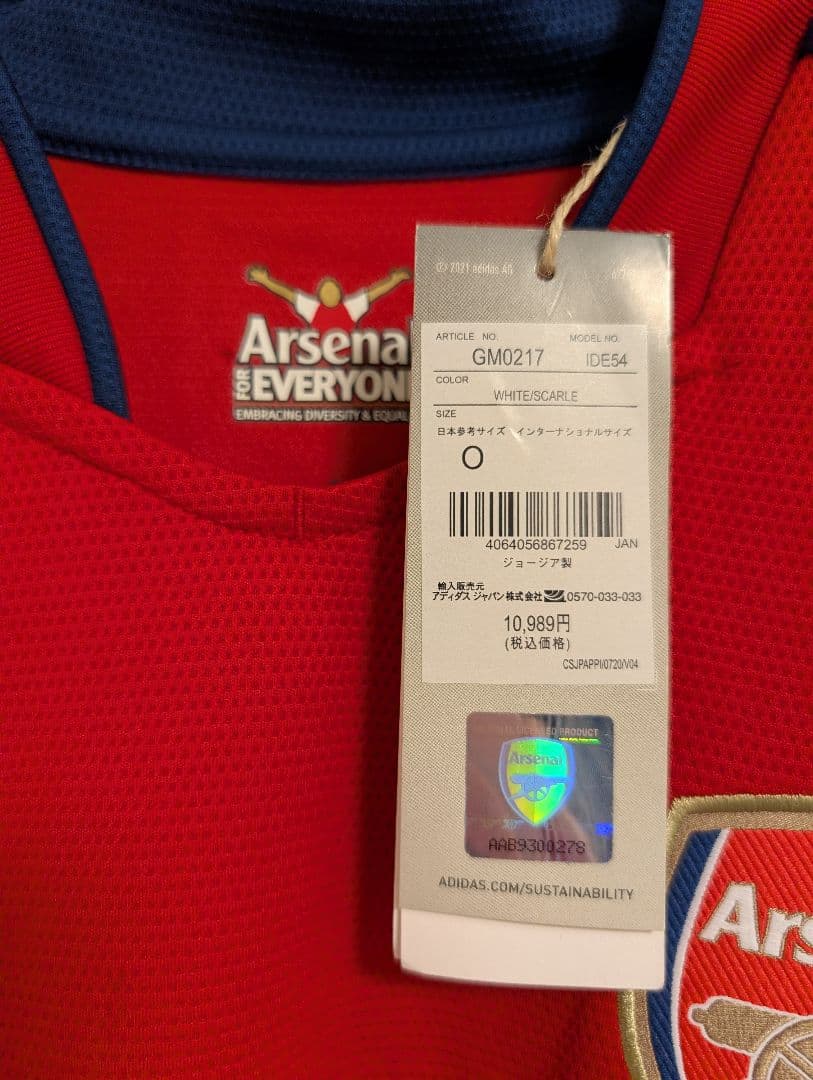 © 2021 adidas AG
Arsenal
FOR EVERYON
EMBRACING DIVERSITY & EQUAL
ARTICLE NO. MODEL NO.
GM0217 IDE54
COLOR
WHITE/SCARLE
SIZE
日本参考サイズ インターナショナルサイズ
O
4064056867259 JAN
ジョージア製
輸入販売元
アディダス ジャパン株式会社 0570-033-033
10,989円
(税込価格)
CSJPAPPI/0720/V04
LICENSED PRODUCT
Arsenal
AAB9300278
ADIDAS.COM/SUSTAINABILITY
Ars